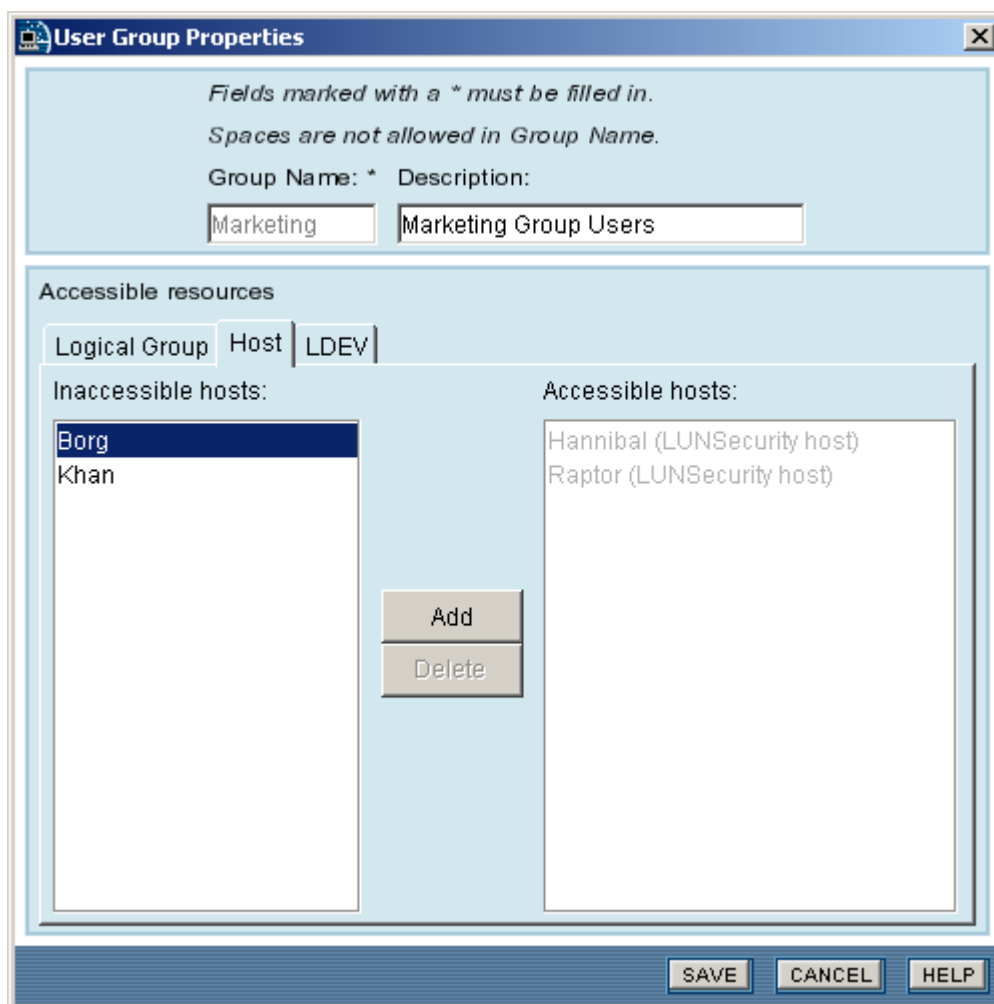 User Group Properties
Fields marked with a * must be filled in.
Spaces are not allowed in Group Name.
Group Name: * Description:
Marketing Marketing Group Users
Accessible resources
Logical Group Host LDEV
Inaccessible hosts: Accessible hosts:
Borg Hannibal (LUNSecurity host)
Khan Raptor (LUNSecurity host)
Add
Delete
SAVE CANCEL HELP